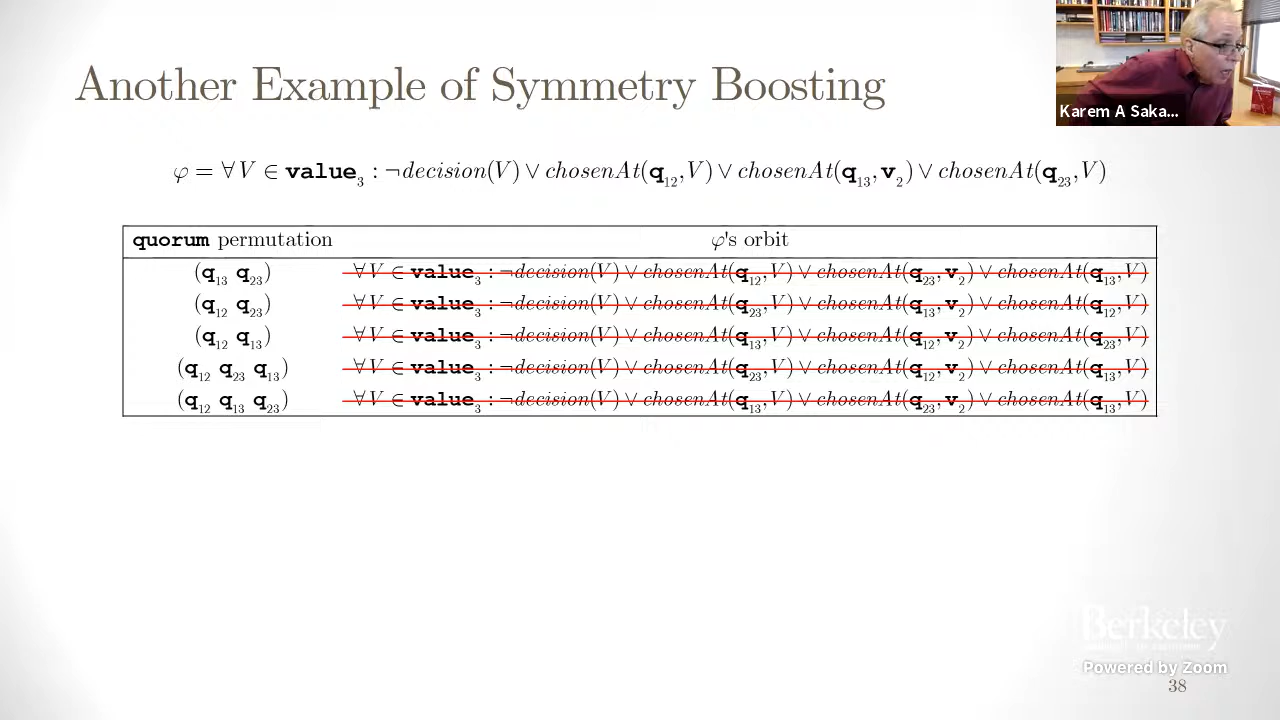 Karem A Saka...
Another Example of Symmetry Boosting
φ = ∀ V ∈ value₃ : ¬decision(V) ∨ chosenAt(q₁₂,V) ∨ chosenAt(q₁₃,v₂) ∨ chosenAt(q₂₃,V)
quorum permutation φ's orbit
(q₁₃ q₂₃) ∀ V ∈ value₃ : ¬decision(V) ∨ chosenAt(q₁₂,V) ∨ chosenAt(q₂₃,v₂) ∨ chosenAt(q₁₃,V)
(q₁₂ q₂₃) ∀ V ∈ value₃ : ¬decision(V) ∨ chosenAt(q₂₃,V) ∨ chosenAt(q₁₃,v₂) ∨ chosenAt(q₁₂,V)
(q₁₂ q₁₃) ∀ V ∈ value₃ : ¬decision(V) ∨ chosenAt(q₁₃,V) ∨ chosenAt(q₁₂,v₂) ∨ chosenAt(q₂₃,V)
(q₁₂ q₂₃ q₁₃) ∀ V ∈ value₃ : ¬decision(V) ∨ chosenAt(q₂₃,V) ∨ chosenAt(q₁₂,v₂) ∨ chosenAt(q₁₃,V)
(q₁₂ q₁₃ q₂₃) ∀ V ∈ value₃ : ¬decision(V) ∨ chosenAt(q₁₃,V) ∨ chosenAt(q₂₃,v₂) ∨ chosenAt(q₁₃,V)
Berkeley
Powered by Zoom
38